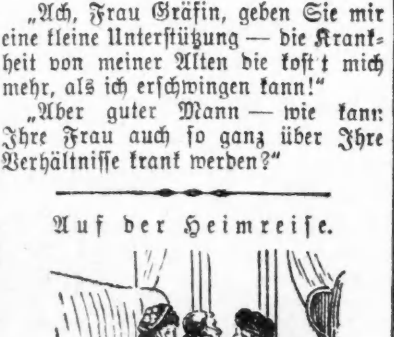 „Ach, Frau Gräfin, geben Sie mir
eine kleine Unterstützung — die Krank=
heit von meiner Alten die kost't mich
mehr, als ich erschwingen kann!“
„Aber guter Mann — wie kann
Ihre Frau auch so ganz über Ihre
Verhältnisse krank werden?“
Auf der Heimreise.